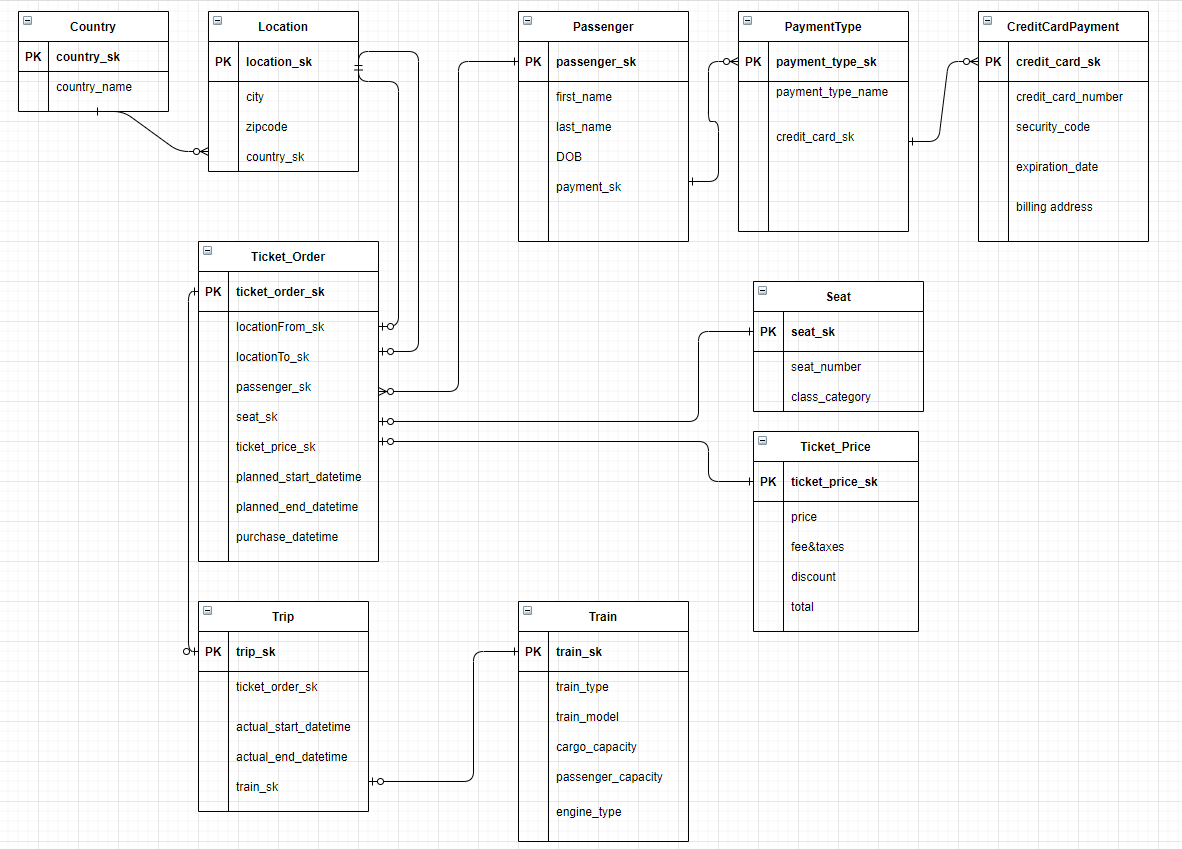 Country
PK country_sk
country_name
Location
PK location_sk
city
zipcode
country_sk
Passenger
PK passenger_sk
first_name
last_name
DOB
payment_sk
PaymentType
PK payment_type_sk
payment_type_name
credit_card_sk
CreditCardPayment
PK credit_card_sk
credit_card_number
security_code
expiration_date
billing address
Ticket_Order
PK ticket_order_sk
locationFrom_sk
locationTo_sk
passenger_sk
seat_sk
ticket_price_sk
planned_start_datetime
planned_end_datetime
purchase_datetime
Seat
PK seat_sk
seat_number
class_category
Ticket_Price
PK ticket_price_sk
price
fee&taxes
discount
total
Trip
PK trip_sk
ticket_order_sk
actual_start_datetime
actual_end_datetime
train_sk
Train
PK train_sk
train_type
train_model
cargo_capacity
passenger_capacity
engine_type